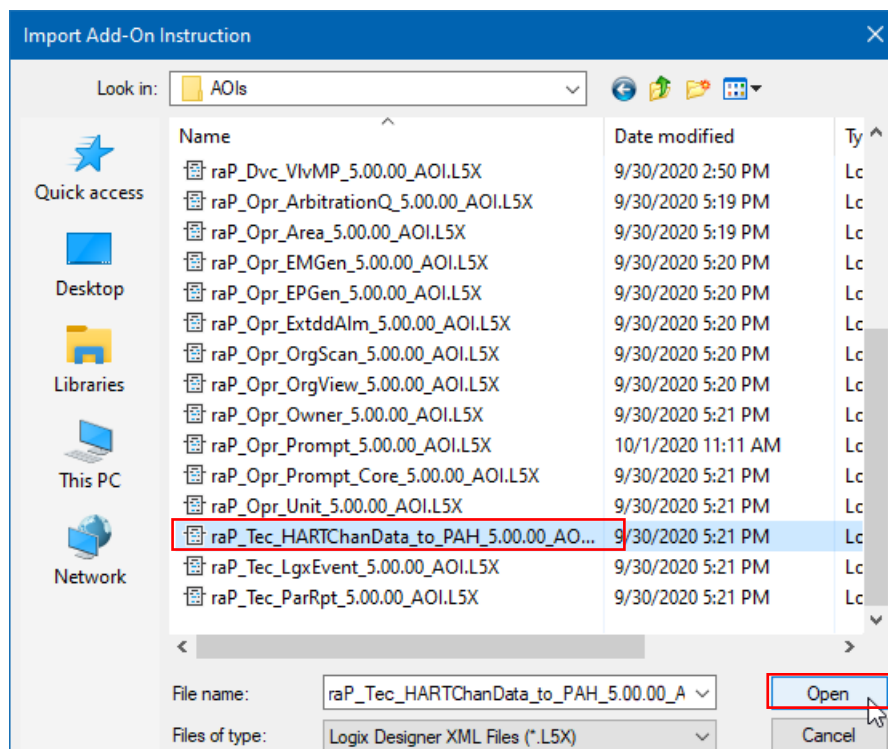 Import Add-On Instruction
Look in: AOIs
Name Date modified Ty
raP_Dvc_VlvMP_5.00.00_AOI.L5X 9/30/2020 2:50 PM Lc
raP_Opr_ArbitrationQ_5.00.00_AOI.L5X 9/30/2020 5:19 PM Lc
raP_Opr_Area_5.00.00_AOI.L5X 9/30/2020 5:19 PM Lc
raP_Opr_EMGen_5.00.00_AOI.L5X 9/30/2020 5:20 PM Lc
raP_Opr_EPGen_5.00.00_AOI.L5X 9/30/2020 5:20 PM Lc
raP_Opr_ExtddAlm_5.00.00_AOI.L5X 9/30/2020 5:20 PM Lc
raP_Opr_OrgScan_5.00.00_AOI.L5X 9/30/2020 5:20 PM Lc
raP_Opr_OrgView_5.00.00_AOI.L5X 9/30/2020 5:20 PM Lc
raP_Opr_Owner_5.00.00_AOI.L5X 9/30/2020 5:21 PM Lc
raP_Opr_Prompt_5.00.00_AOI.L5X 10/1/2020 11:11 AM Lc
raP_Opr_Prompt_Core_5.00.00_AOI.L5X 9/30/2020 5:21 PM Lc
raP_Opr_Unit_5.00.00_AOI.L5X 9/30/2020 5:21 PM Lc
raP_Tec_HARTChanData_to_PAH_5.00.00_AO... 9/30/2020 5:21 PM Lc
raP_Tec_LgxEvent_5.00.00_AOI.L5X 9/30/2020 5:21 PM Lc
raP_Tec_ParRpt_5.00.00_AOI.L5X 9/30/2020 5:21 PM Lc
Quick access
Desktop
Libraries
This PC
Network
File name: raP_Tec_HARTChanData_to_PAH_5.00.00_A Open
Files of type: Logix Designer XML Files (*.L5X) Cancel